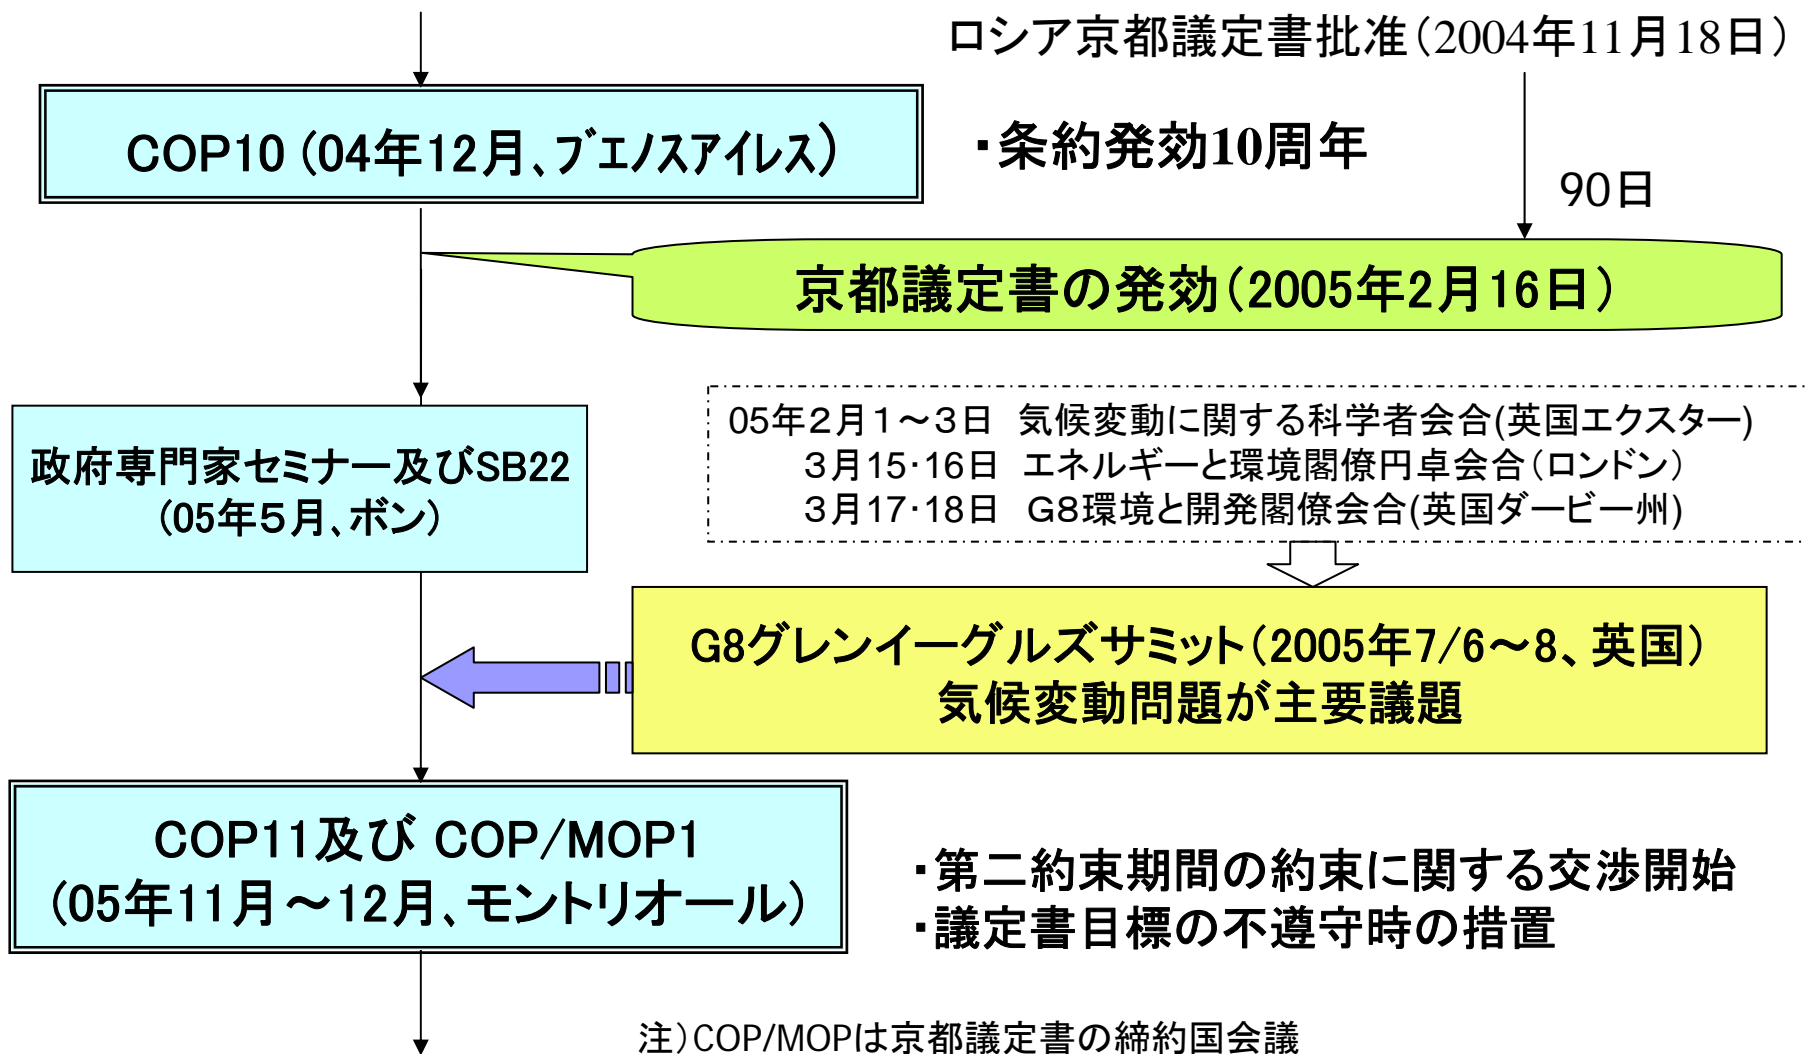 ロシア京都議定書批准（2004年11月18日）
COP10 (04年12月、ブエノスアイレス）
・条約発効10周年
90日
京都議定書の発効（2005年2月16日）
05年２月１～３日 気候変動に関する科学者会合(英国エクスター)
３月15・16日 エネルギーと環境閣僚円卓会合（ロンドン）
３月17・18日 G8環境と開発閣僚会合(英国ダービー州)
政府専門家セミナー及びSB22
(05年５月、ボン）
G8グレンイーグルズサミット（2005年7/6～8、英国）
気候変動問題が主要議題
COP11及び COP/MOP1
(05年11月～12月、モントリオール）
・第二約束期間の約束に関する交渉開始
・議定書目標の不遵守時の措置
注）COP/MOPは京都議定書の締約国会議